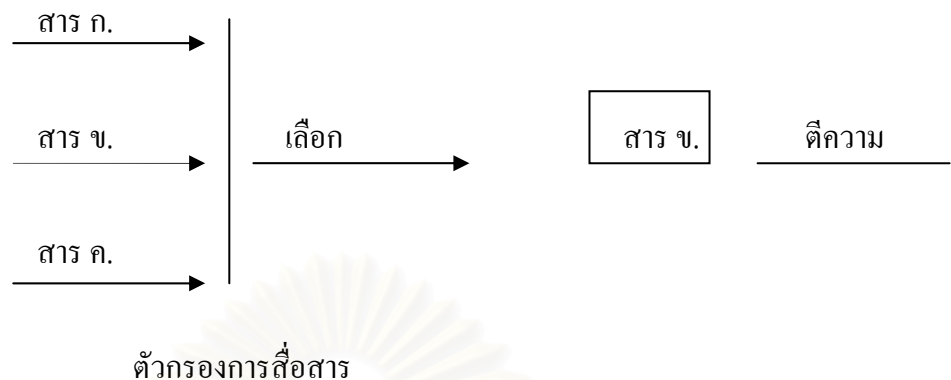 สาร ก.
สาร ข. เลือก สาร ข. ตีความ
สาร ค.
ตัวกรองการสื่อสาร